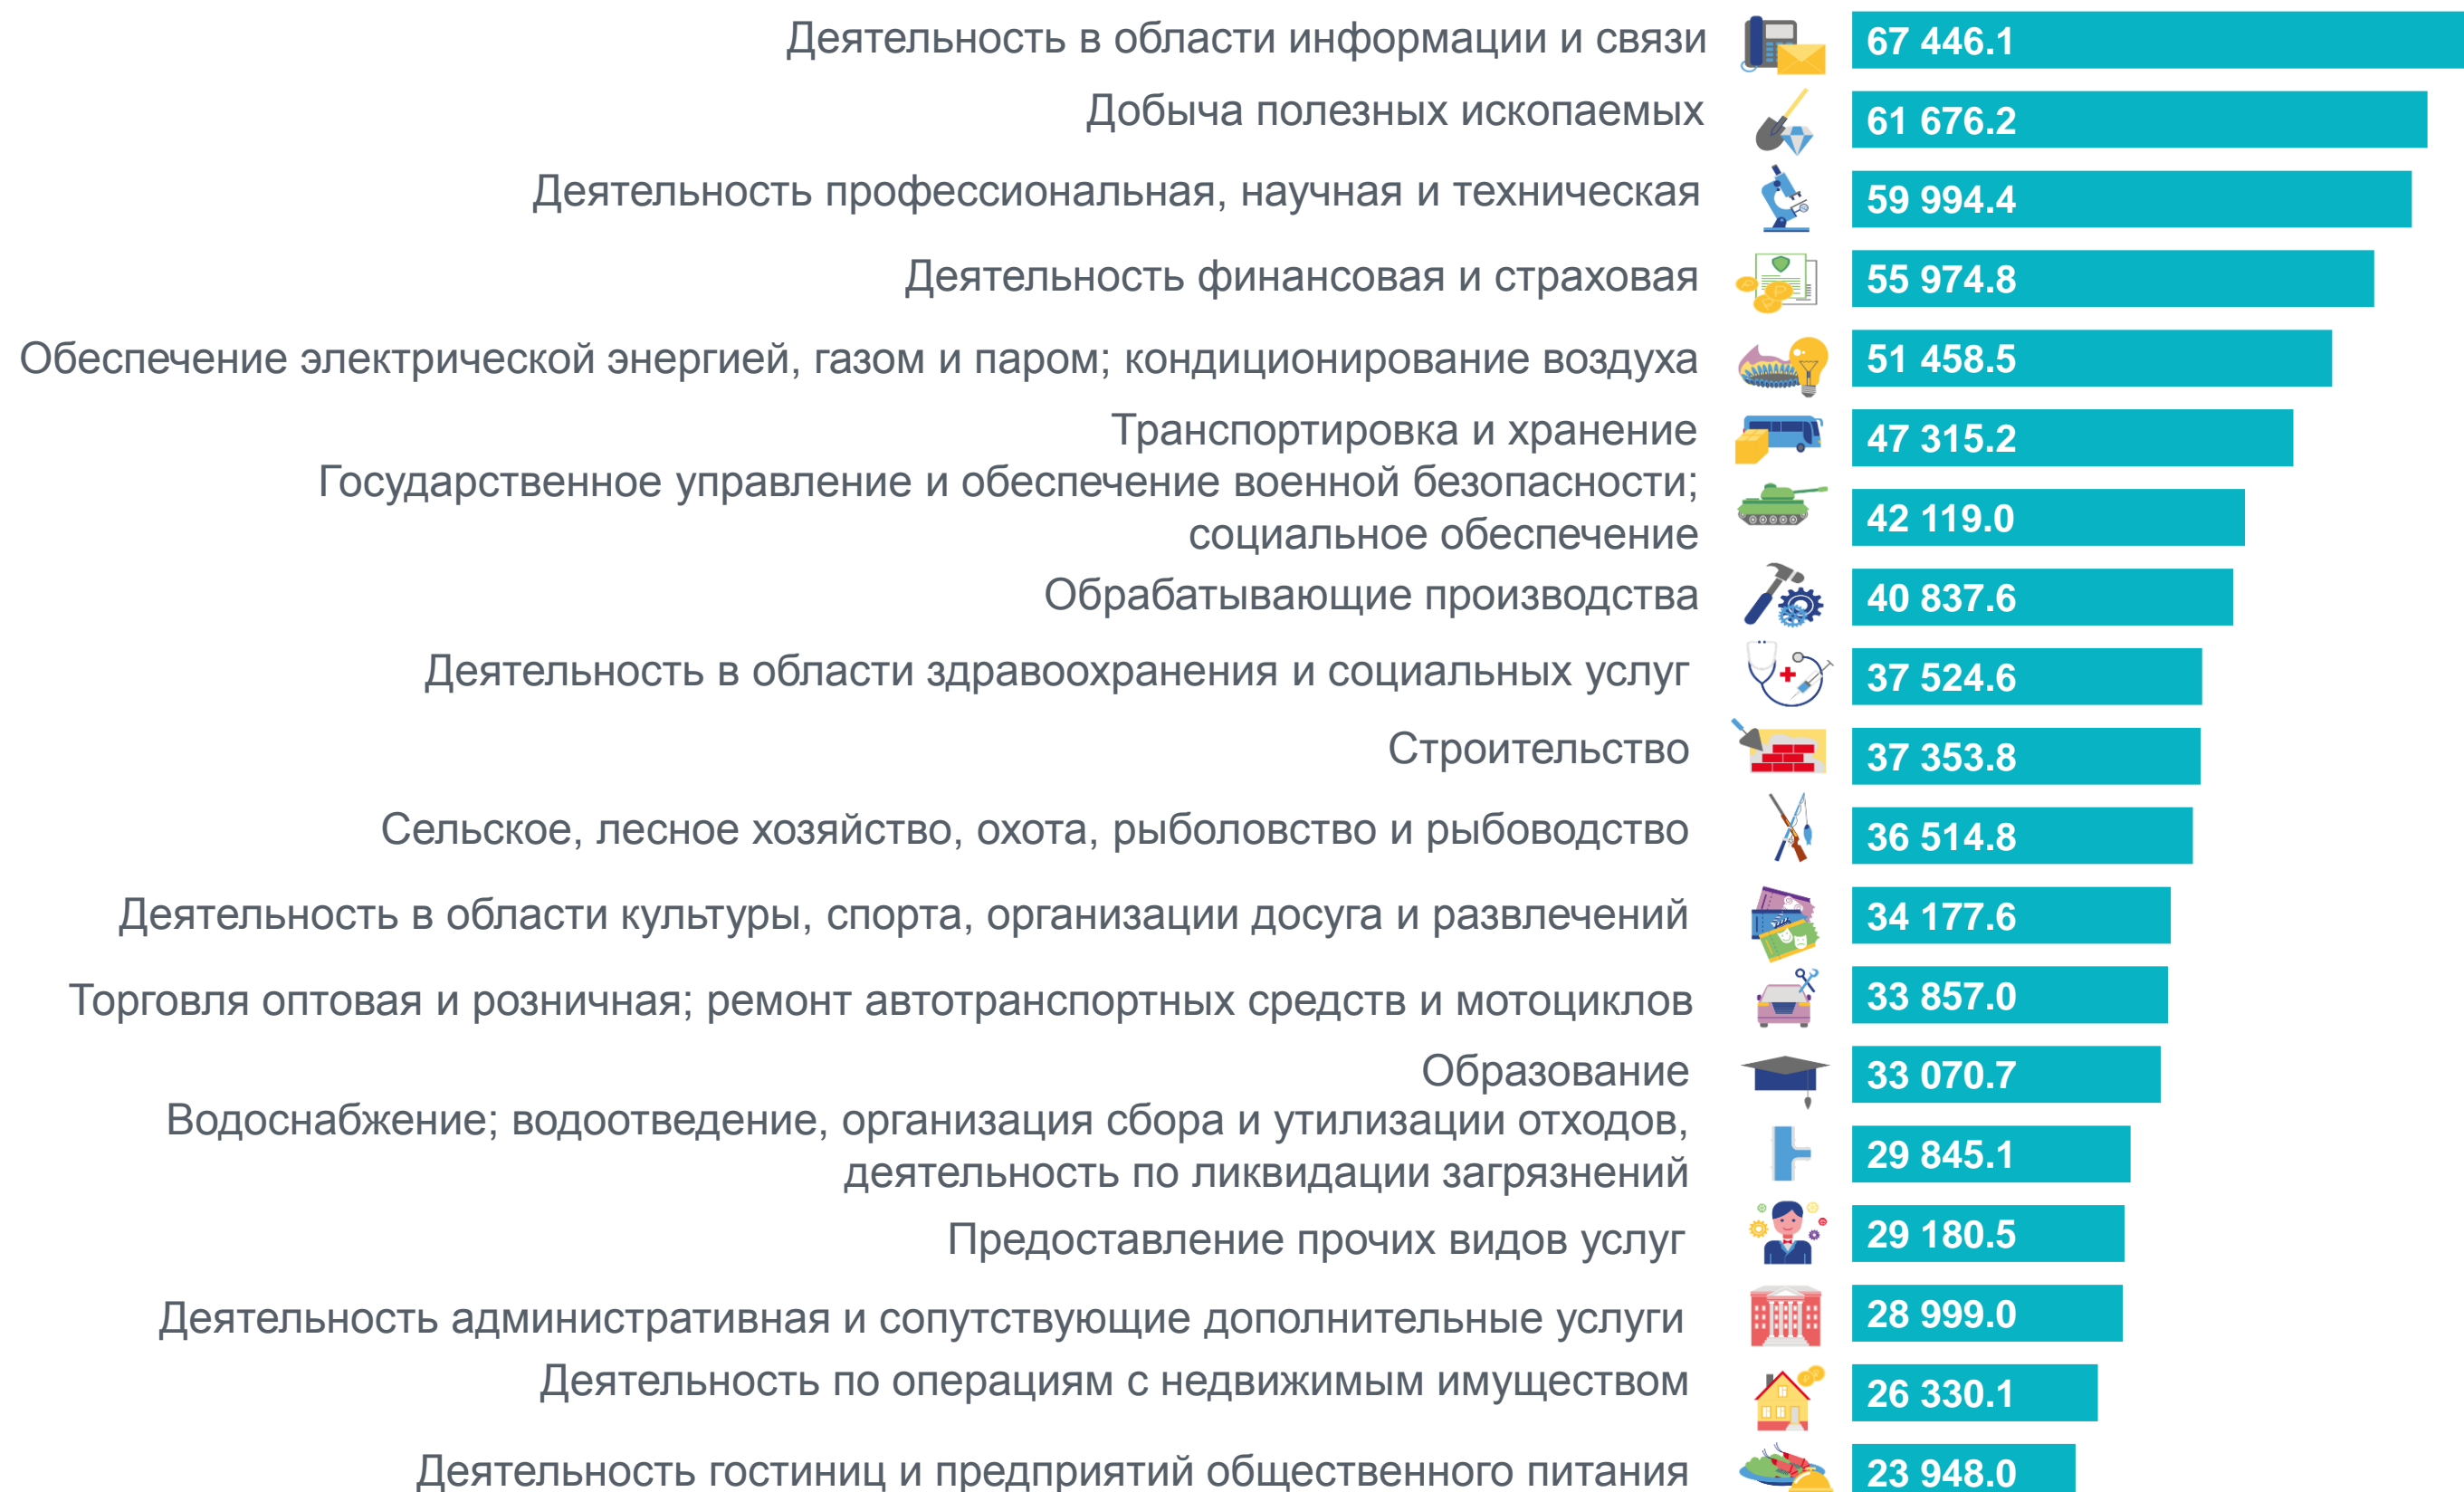 Деятельность в области информации и связи 67 446.1
Добыча полезных ископаемых 61 676.2
Деятельность профессиональная, научная и техническая 59 994.4
Деятельность финансовая и страховая 55 974.8
Обеспечение электрической энергией, газом и паром; кондиционирование воздуха 51 458.5
Транспортировка и хранение 47 315.2
Государственное управление и обеспечение военной безопасности;
социальное обеспечение 42 119.0
Обрабатывающие производства 40 837.6
Деятельность в области здравоохранения и социальных услуг 37 524.6
Строительство 37 353.8
Сельское, лесное хозяйство, охота, рыболовство и рыбоводство 36 514.8
Деятельность в области культуры, спорта, организации досуга и развлечений 34 177.6
Торговля оптовая и розничная; ремонт автотранспортных средств и мотоциклов 33 857.0
Образование 33 070.7
Водоснабжение; водоотведение, организация сбора и утилизации отходов,
деятельность по ликвидации загрязнений 29 845.1
Предоставление прочих видов услуг 29 180.5
Деятельность административная и сопутствующие дополнительные услуги 28 999.0
Деятельность по операциям с недвижимым имуществом 26 330.1
Деятельность гостиниц и предприятий общественного питания 23 948.0